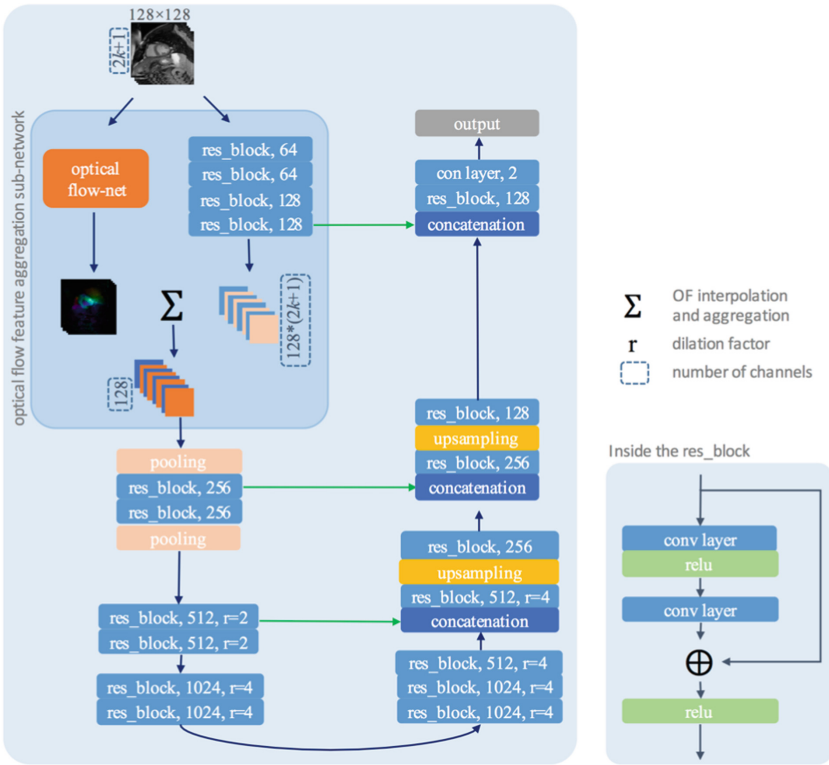 128×128
2k+1
optical flow feature aggregation sub-network
optical
flow-net
res_block, 64
res_block, 64
res_block, 128
res_block, 128
Σ
128*(2k+1)
128
pooling
res_block, 256
res_block, 256
pooling
res_block, 512, r=2
res_block, 512, r=2
res_block, 1024, r=4
res_block, 1024, r=4
output
con layer, 2
res_block, 128
concatenation
res_block, 128
upsampling
res_block, 256
concatenation
res_block, 256
upsampling
res_block, 512, r=4
concatenation
res_block, 512, r=4
res_block, 1024, r=4
res_block, 1024, r=4
Σ OF interpolation
and aggregation
r dilation factor
number of channels
Inside the res_block
conv layer
relu
conv layer
relu